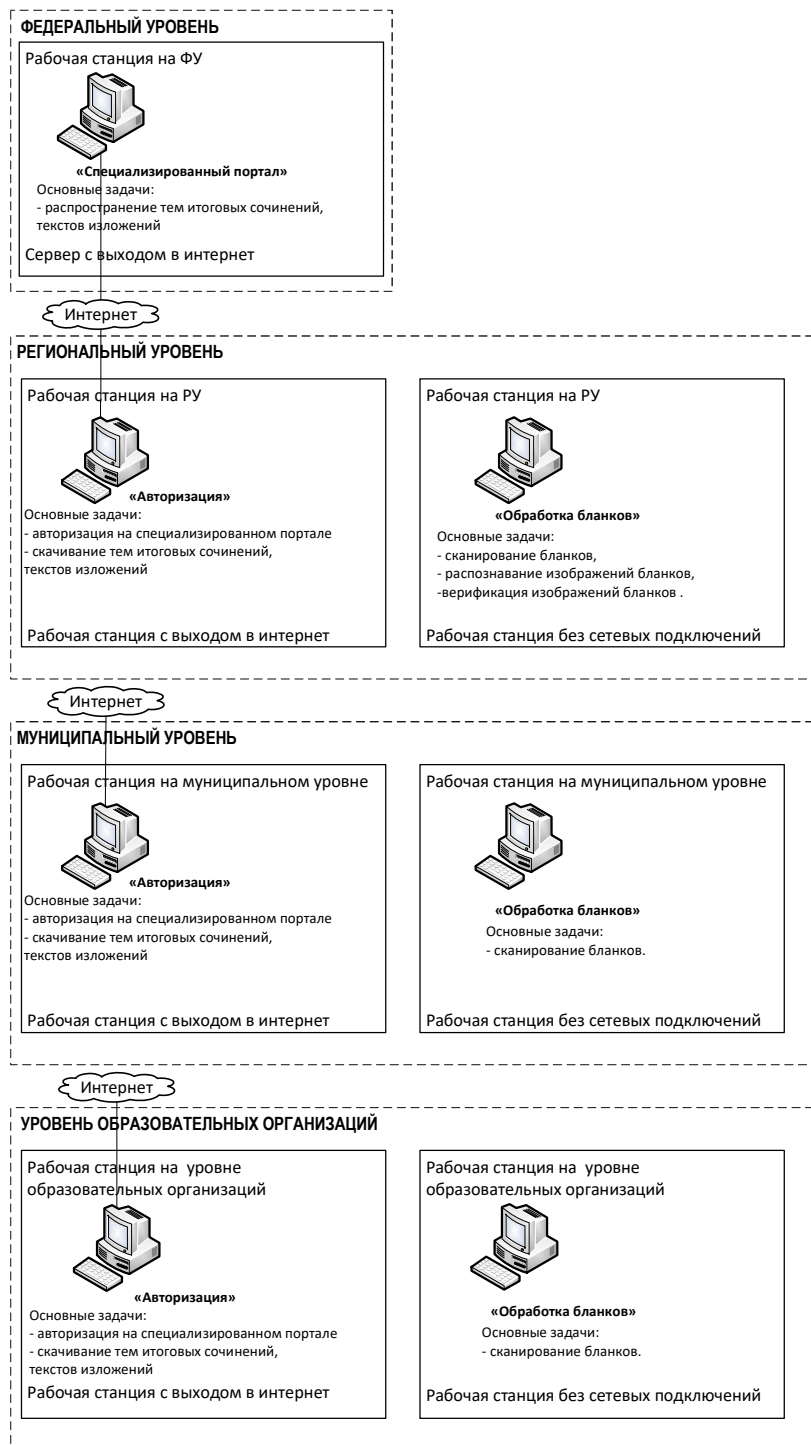 ФЕДЕРАЛЬНЫЙ УРОВЕНЬ
Рабочая станция на ФУ
«Специализированный портал»
Основные задачи:
- распространение тем итоговых сочинений,
текстов изложений
Сервер с выходом в интернет
Интернет
РЕГИОНАЛЬНЫЙ УРОВЕНЬ
Рабочая станция на РУ
«Авторизация»
Основные задачи:
- авторизация на специализированном портале
- скачивание тем итоговых сочинений,
текстов изложений
Рабочая станция с выходом в интернет
Рабочая станция на РУ
«Обработка бланков»
Основные задачи:
- сканирование бланков,
- распознавание изображений бланков,
-верификация изображений бланков .
Рабочая станция без сетевых подключений
Интернет
МУНИЦИПАЛЬНЫЙ УРОВЕНЬ
Рабочая станция на муниципальном уровне
«Авторизация»
Основные задачи:
- авторизация на специализированном портале
- скачивание тем итоговых сочинений,
текстов изложений
Рабочая станция с выходом в интернет
Рабочая станция на муниципальном уровне
«Обработка бланков»
Основные задачи:
- сканирование бланков.
Рабочая станция без сетевых подключений
Интернет
УРОВЕНЬ ОБРАЗОВАТЕЛЬНЫХ ОРГАНИЗАЦИЙ
Рабочая станция на уровне
образовательных организаций
«Авторизация»
Основные задачи:
- авторизация на специализированном портале
- скачивание тем итоговых сочинений,
текстов изложений
Рабочая станция с выходом в интернет
Рабочая станция на уровне
образовательных организаций
«Обработка бланков»
Основные задачи:
- сканирование бланков.
Рабочая станция без сетевых подключений